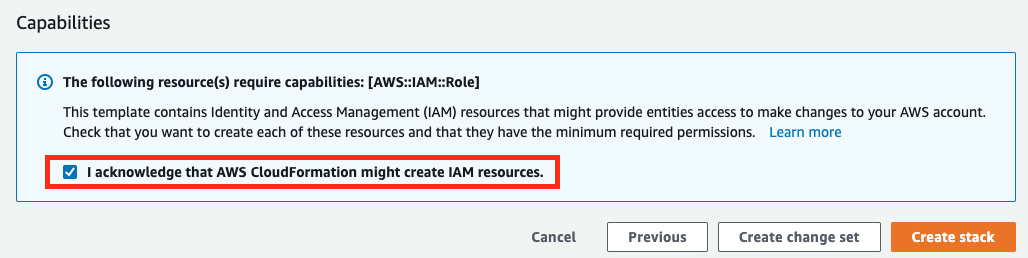 Capabilities
The following resource(s) require capabilities: [AWS::IAM::Role]
This template contains Identity and Access Management (IAM) resources that might provide entities access to make changes to your AWS account.
Check that you want to create each of these resources and that they have the minimum required permissions. Learn more
I acknowledge that AWS CloudFormation might create IAM resources.
Cancel Previous Create change set Create stack